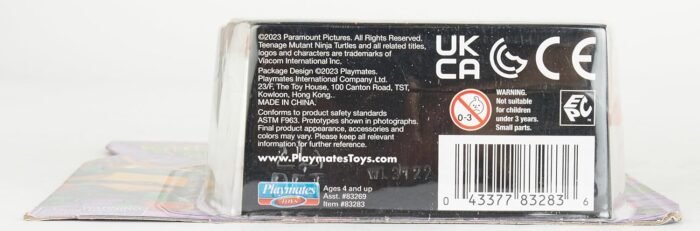 ©2023 Paramount Pictures. All Rights Reserved.
Teenage Mutant Ninja Turtles and all related titles,
logos and characters are trademarks of
Viacom International Inc.
Package Design ©2023 Playmates.
Playmates International Company Ltd.
23/F, The Toy House, 100 Canton Road, TST,
Kowloon, Hong Kong..
MADE IN CHINA.
Conforms to product safety standards
ASTM F963. Prototypes shown in photographs.
Final product appearance, accessories and
colors may vary. Please keep all relevant
information for further reference.
www.PlaymatesToys.com
Playmates
TOYS
Ages 4 and up
Asst. #83269
Item #83283
UK
CA
CE
0-3
WARNING.
Not suitable
for children
under 3 years.
Small parts.
EPC
0 43377 83283 6